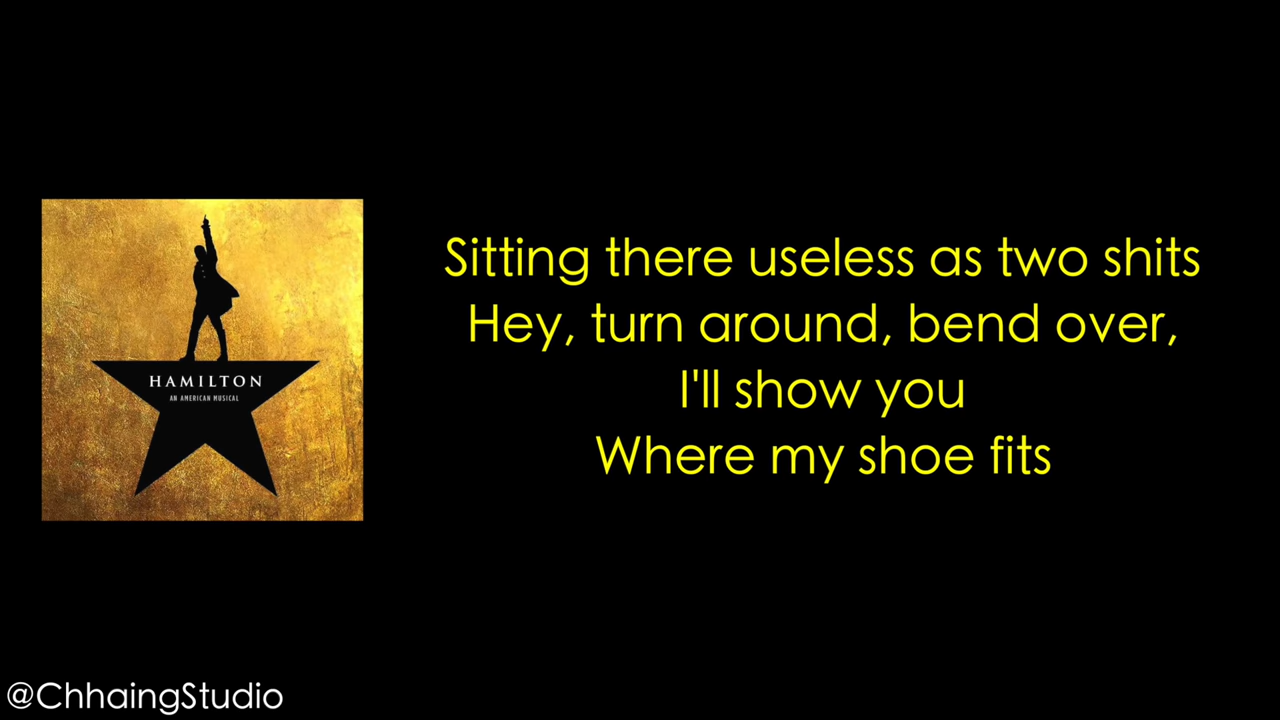 HAMILTON
AN AMERICAN MUSICAL
Sitting there useless as two shits
Hey, turn around, bend over,
I'll show you
Where my shoe fits
@ChhaingStudio